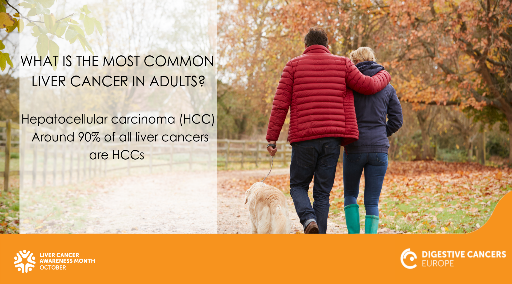 WHAT IS THE MOST COMMON
LIVER CANCER IN ADULTS?
Hepatocellular carcinoma (HCC)
Around 90% of all liver cancers
are HCCs
LIVER CANCER
AWARENESS MONTH
OCTOBER
DIGESTIVE CANCERS
EUROPE